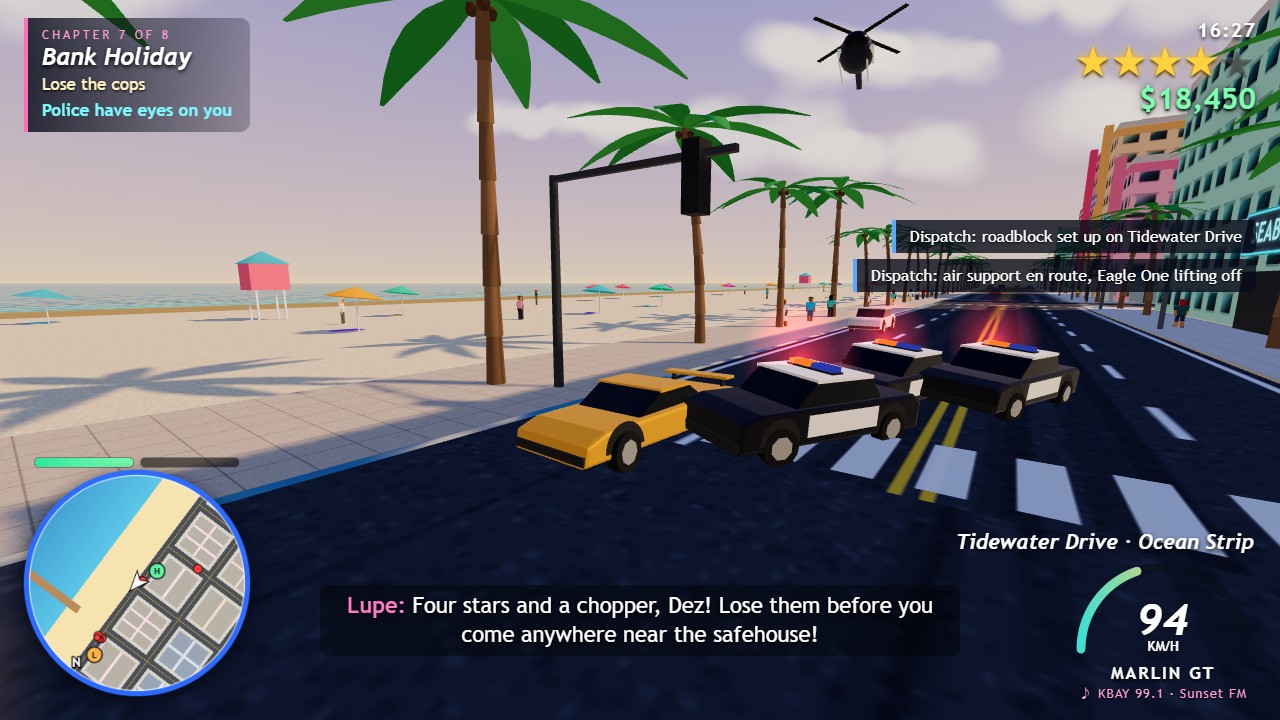 CHAPTER 7 OF 8
Bank Holiday
Lose the cops
Police have eyes on you
16:27
$18,450
Dispatch: roadblock set up on Tidewater Drive
Dispatch: air support en route, Eagle One lifting off
Tidewater Drive · Ocean Strip
94
KM/H
MARLIN GT
♪ KBAY 99.1 · Sunset FM
Lupe: Four stars and a chopper, Dez! Lose them before you
come anywhere near the safehouse!
H
L
N